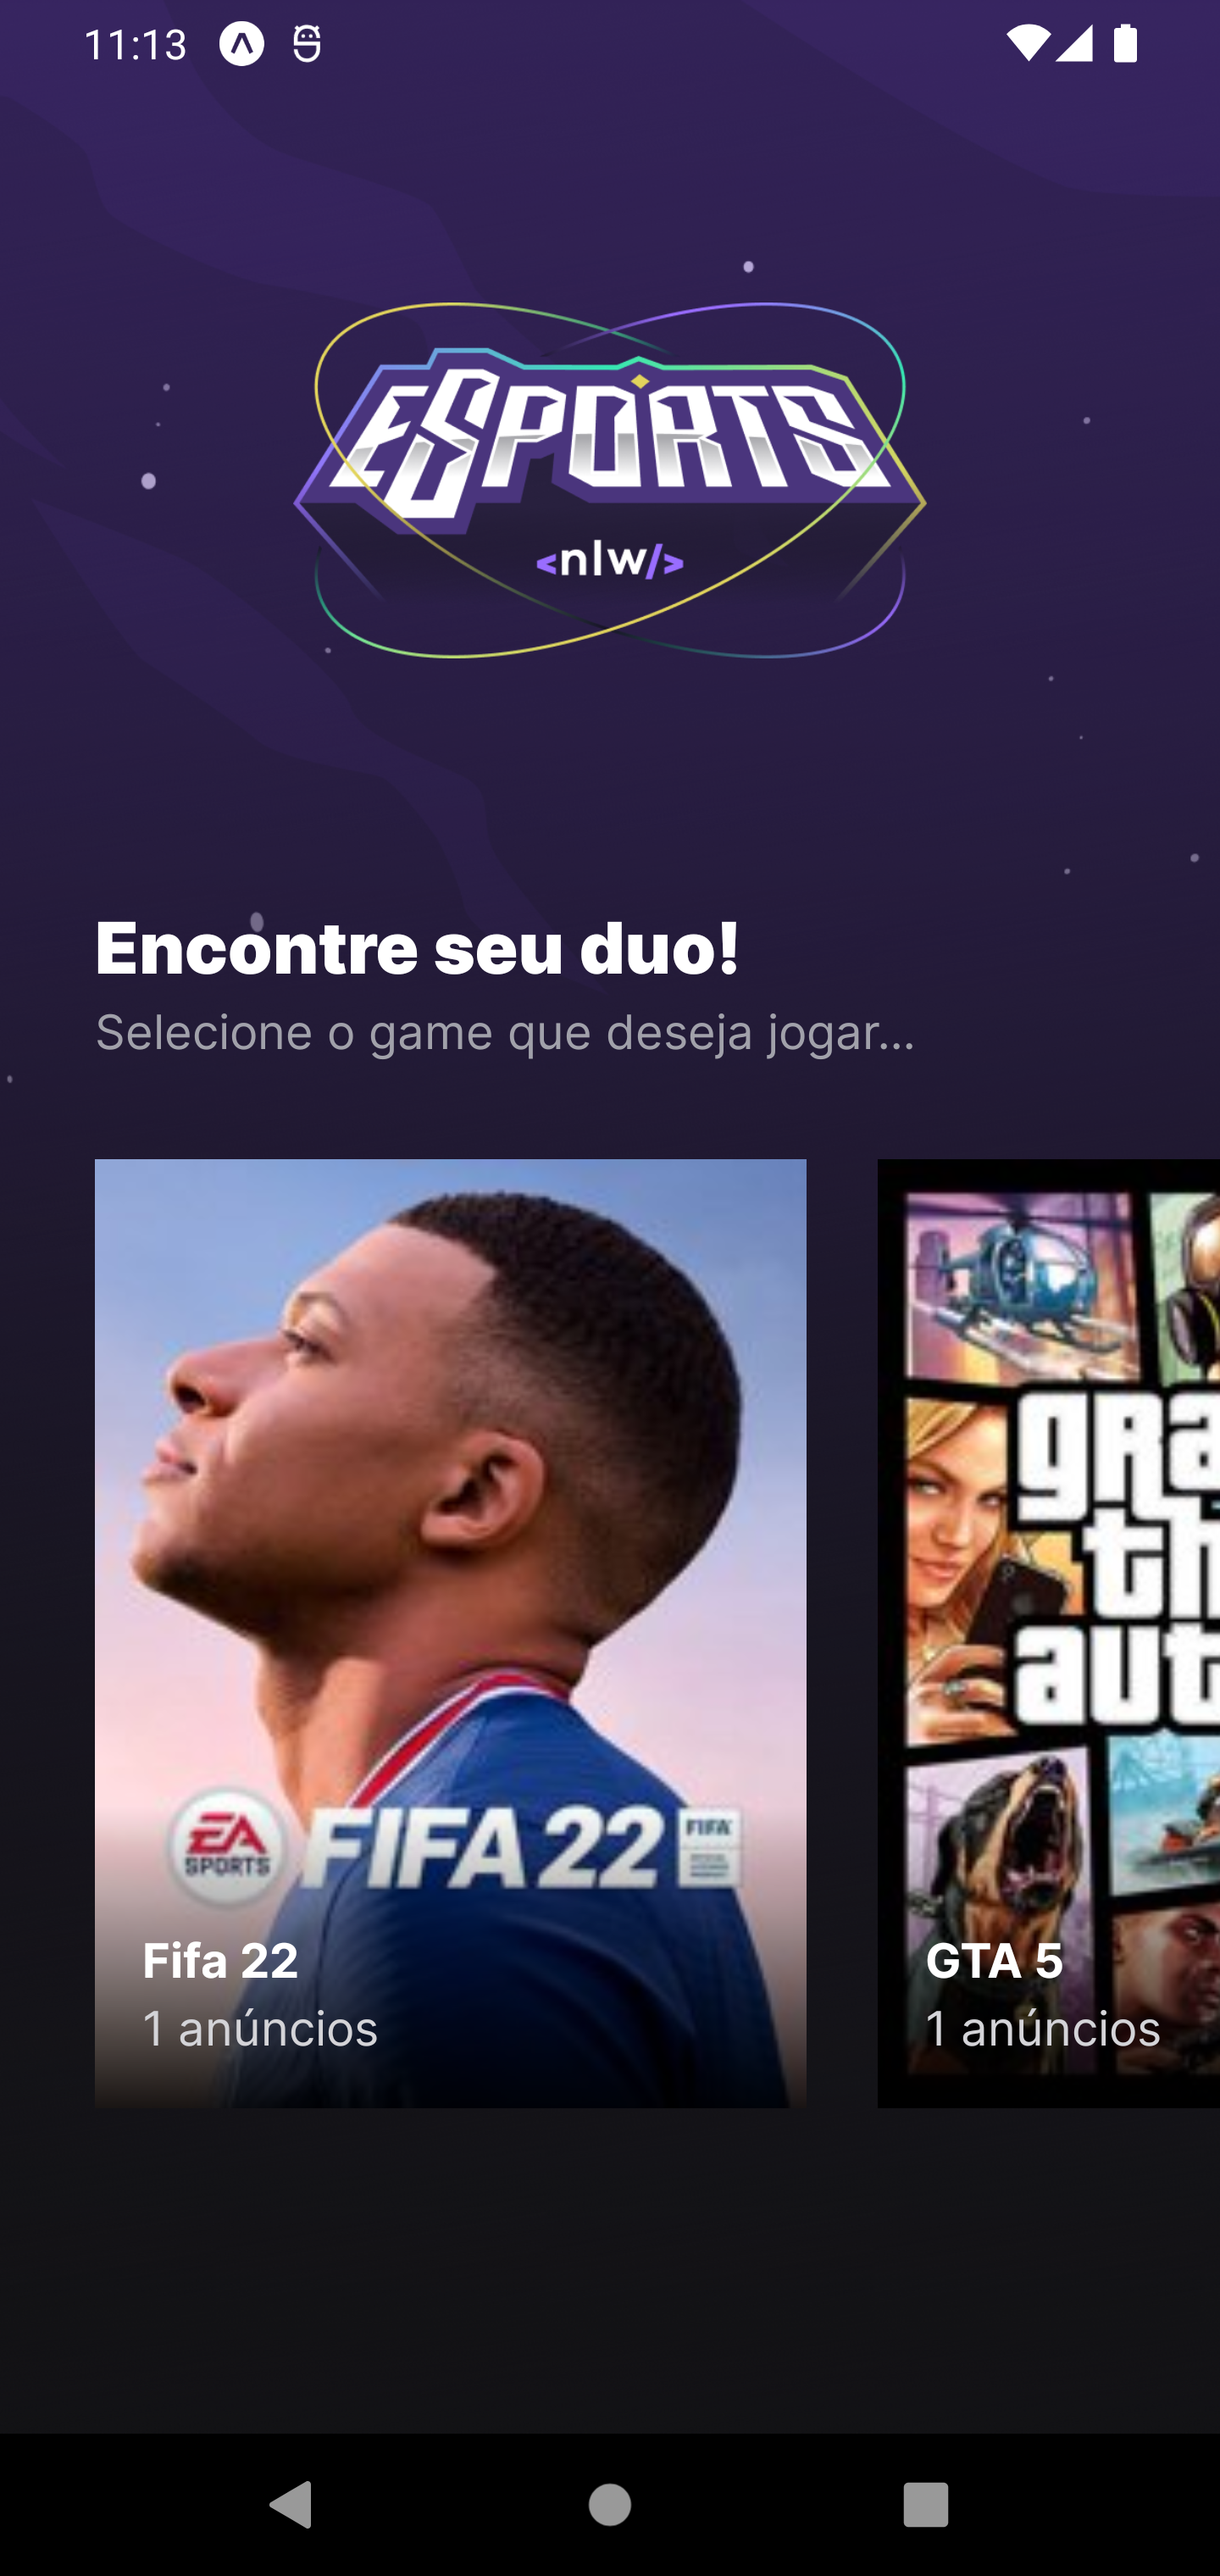 11:13
ESPORTS
<nlw/>
Encontre seu duo!
Selecione o game que deseja jogar...
gra
th
aut
EA SPORTS FIFA 22 FIFA
Fifa 22
1 anúncios
GTA 5
1 anúncios